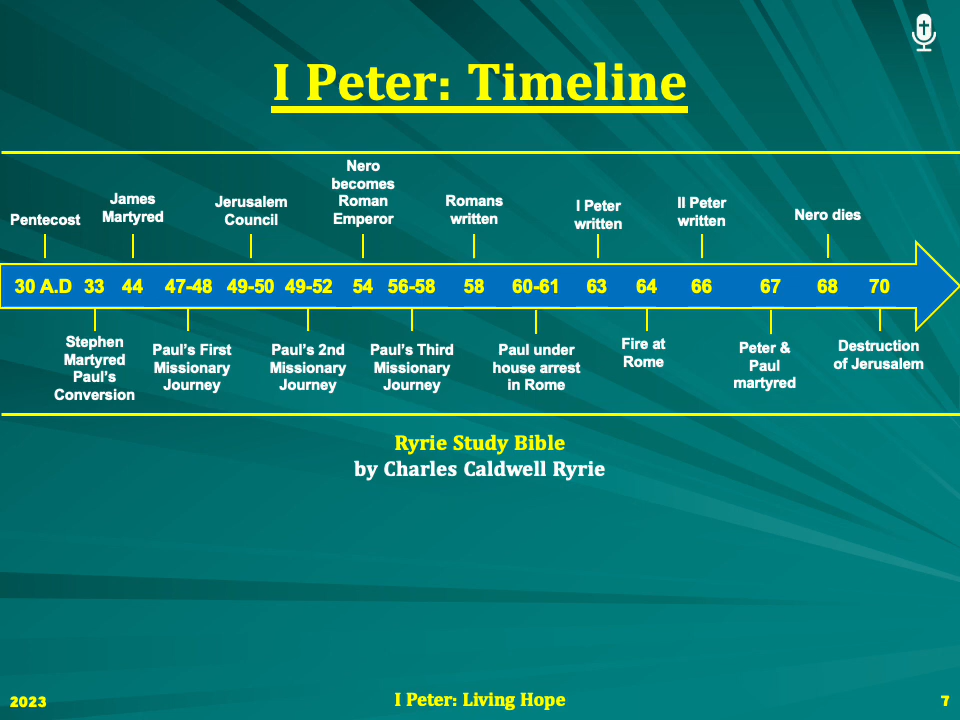 I Peter: Timeline
Pentecost
James
Martyred
Jerusalem
Council
Nero
becomes
Roman
Emperor
Romans
written
I Peter
written
II Peter
written
Nero dies
30 A.D 33 44 47-48 49-50 49-52 54 56-58 58 60-61 63 64 66 67 68 70
Stephen
Martyred
Paul’s
Conversion
Paul’s First
Missionary
Journey
Paul’s 2nd
Missionary
Journey
Paul’s Third
Missionary
Journey
Paul under
house arrest
in Rome
Fire at
Rome
Peter &
Paul
martyred
Destruction
of Jerusalem
Ryrie Study Bible
by Charles Caldwell Ryrie
2023
I Peter: Living Hope
7